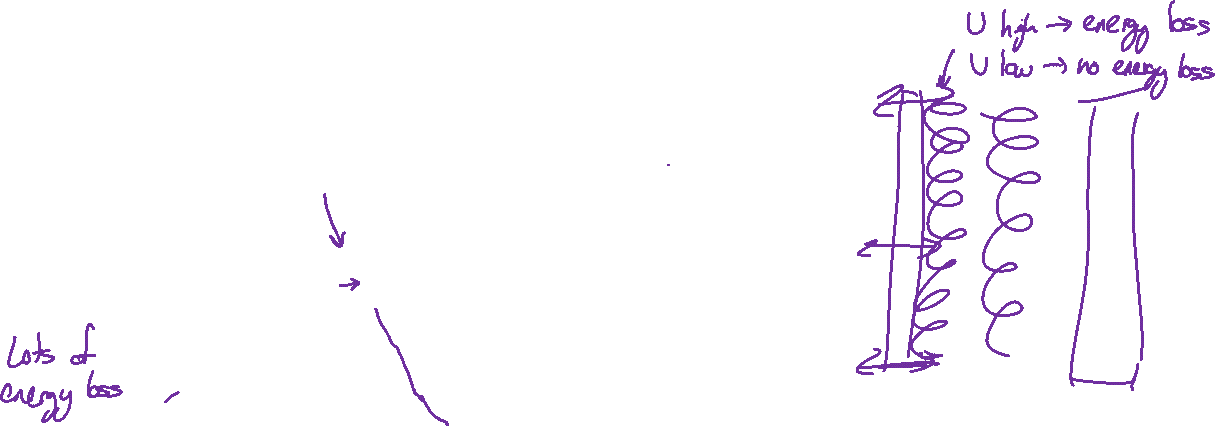 U high → energy loss
U low → no energy loss
Lots of
energy loss